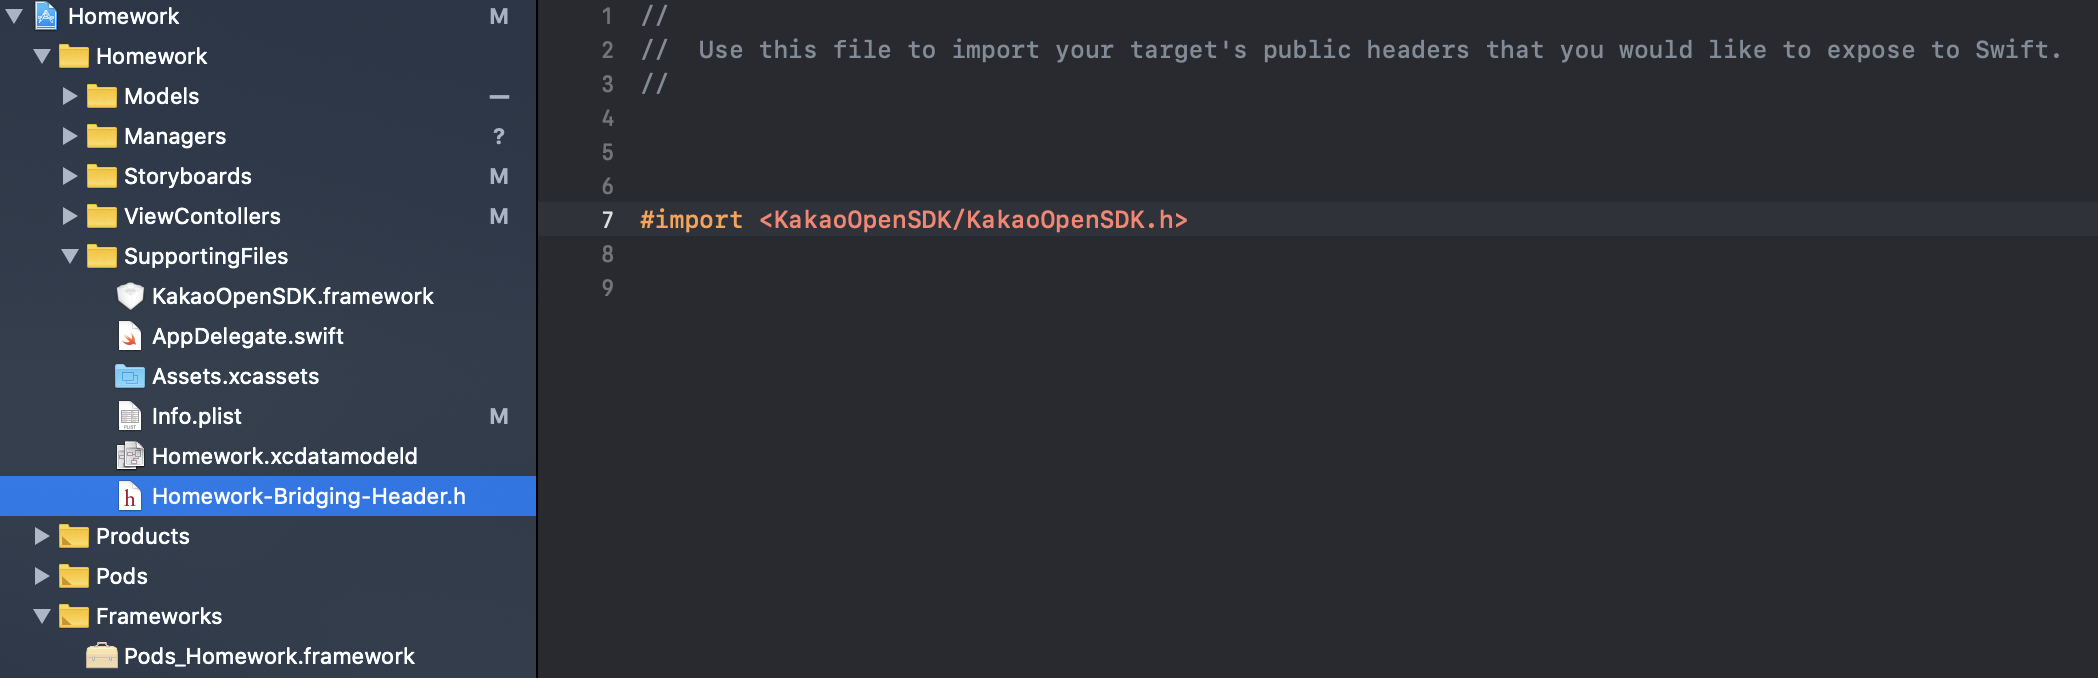 Homework M
Homework
Models —
Managers ?
Storyboards M
ViewContollers M
SupportingFiles
KakaoOpenSDK.framework
AppDelegate.swift
Assets.xcassets
Info.plist M
Homework.xcdatamodeld
Homework-Bridging-Header.h
Products
Pods
Frameworks
Pods_Homework.framework
1 //
2 //  Use this file to import your target's public headers that you would like to expose to Swift.
3 //
4
5
6
7 #import <KakaoOpenSDK/KakaoOpenSDK.h>
8
9